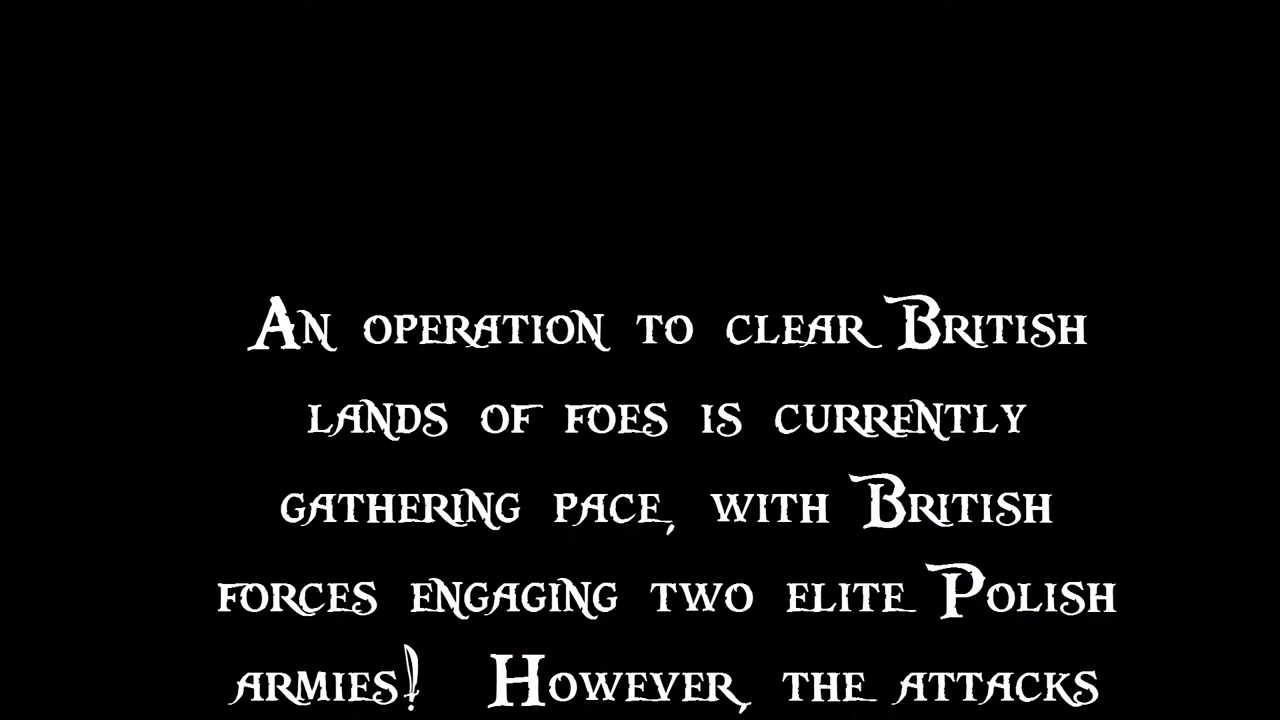 An operation to clear British
lands of foes is currently
gathering pace, with British
forces engaging two elite Polish
armies! However, the attacks